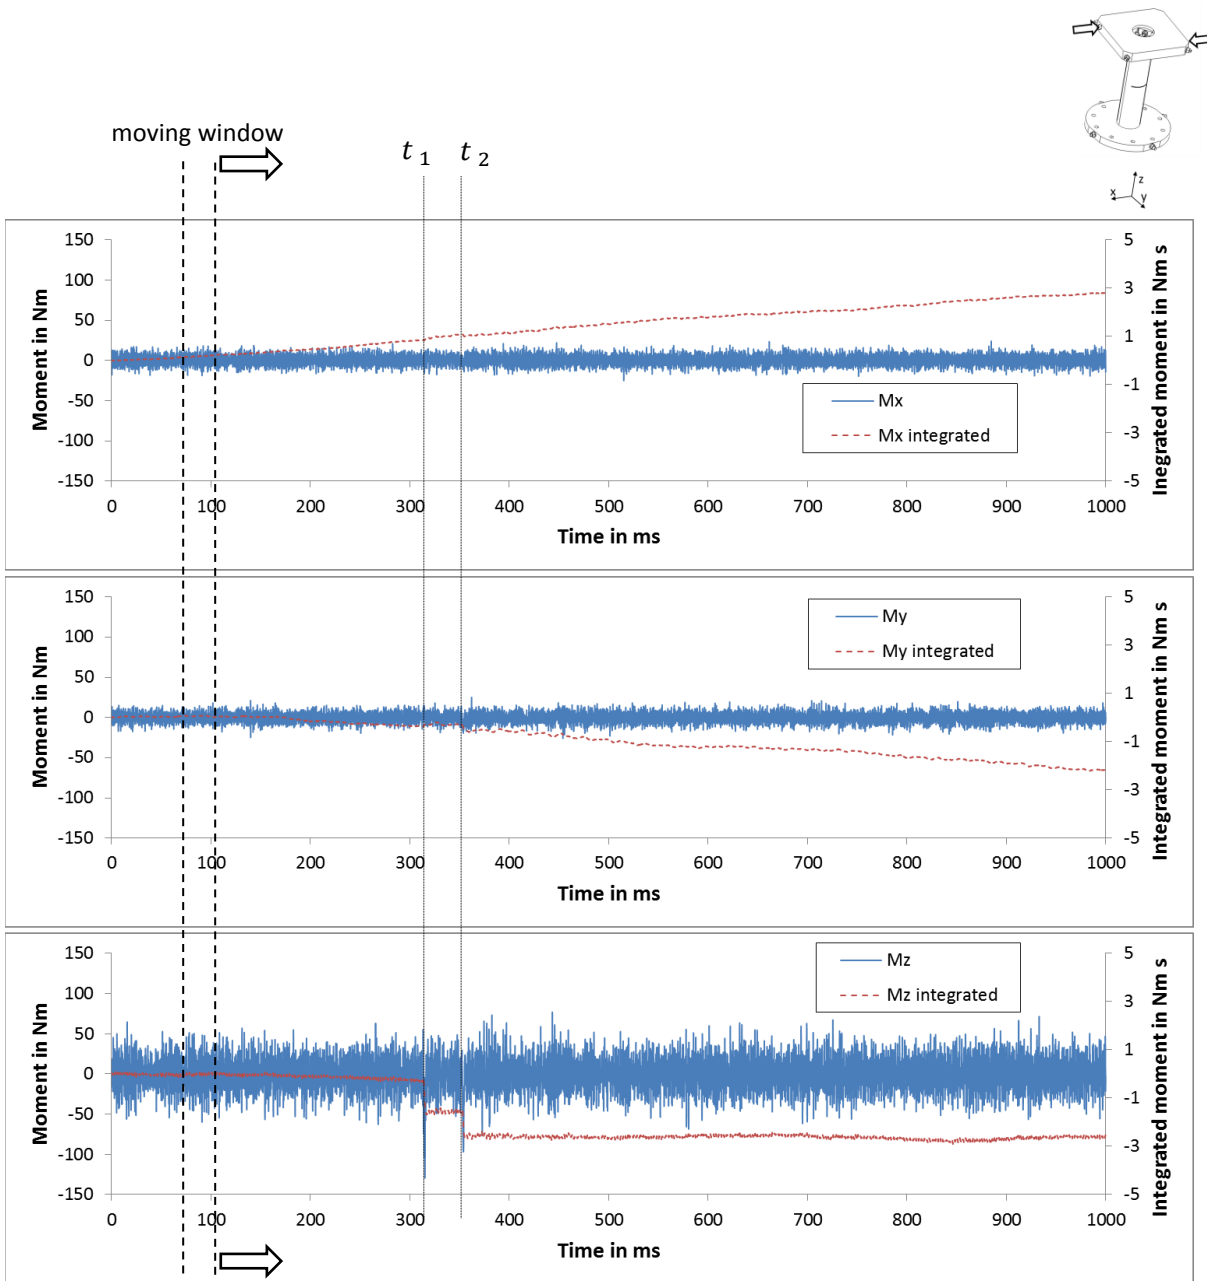 moving window
t 1
t 2
z
x
y
150
100
50
0
-50
-100
-150
Moment in Nm
5
3
1
-1
-3
-5
Inegrated moment in Nm s
Mx
Mx integrated
0 100 200 300 400 500 600 700 800 900 1000
Time in ms
150
100
50
0
-50
-100
-150
Moment in Nm
5
3
1
-1
-3
-5
Integrated moment in Nm s
My
My integrated
0 100 200 300 400 500 600 700 800 900 1000
Time in ms
150
100
50
0
-50
-100
-150
Moment in Nm
5
3
1
-1
-3
-5
Integrated moment in Nm s
Mz
Mz integrated
0 100 200 300 400 500 600 700 800 900 1000
Time in ms